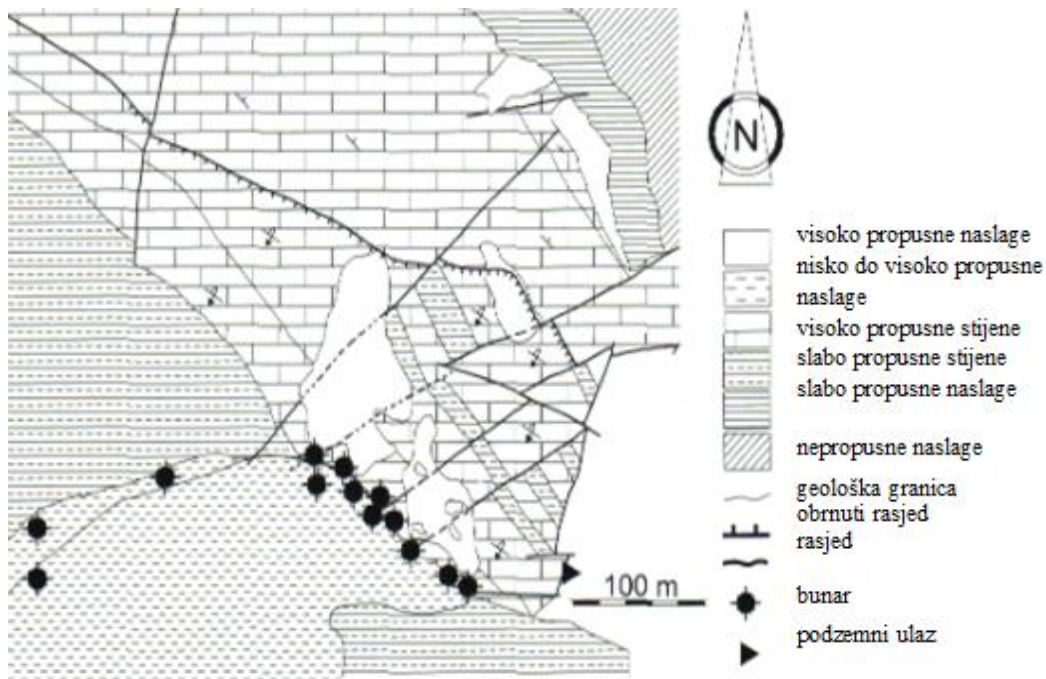 N
visoko propusne naslage
nisko do visoko propusne
naslage
visoko propusne stijene
slabo propusne stijene
slabo propusne naslage
nepropusne naslage
geološka granica
obrnuti rasjed
rasjed
100 m
bunar
podzemni ulaz